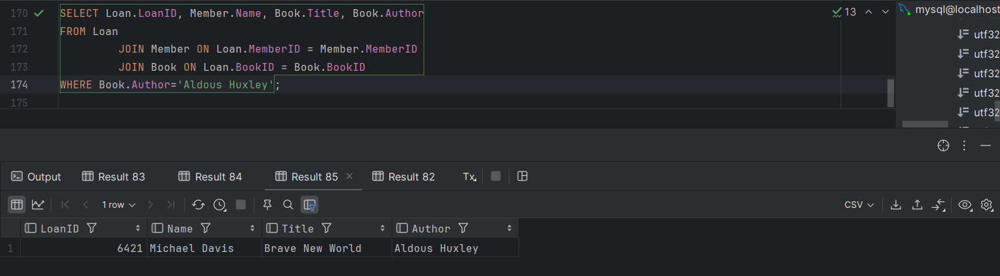 170 SELECT Loan.LoanID, Member.Name, Book.Title, Book.Author
171 FROM Loan
172 JOIN Member ON Loan.MemberID = Member.MemberID
173 JOIN Book ON Loan.BookID = Book.BookID
174 WHERE Book.Author='Aldous Huxley';
175
13
mysql@localhost
utf32
utf32
utf32
utf32
utf32
Output Result 83 Result 84 Result 85 Result 82 Tx
1 row CSV
LoanID Name Title Author
1 6421 Michael Davis Brave New World Aldous Huxley